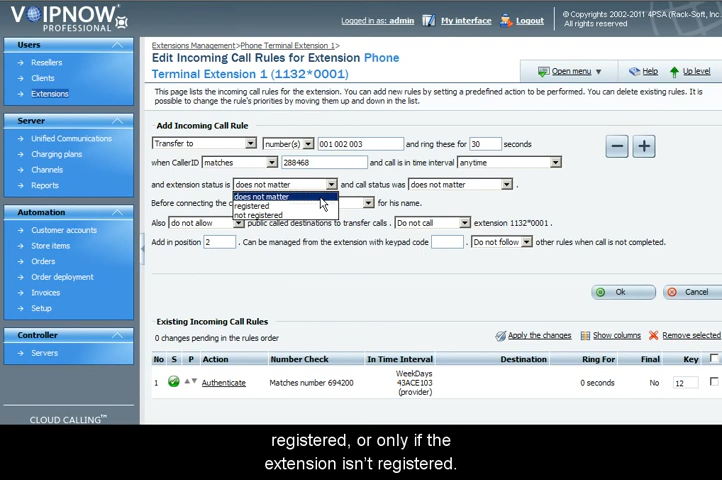 VOIPNOW
PROFESSIONAL
Logged in as: admin My interface Logout
© Copyrights 2002-2011 4PSA (Rack-Soft, Inc.)
All rights reserved.
Users
Resellers
Clients
Extensions
Server
Unified Communications
Charging plans
Channels
Reports
Automation
Customer accounts
Store items
Orders
Order deployment
Invoices
Setup
Controller
Servers
CLOUD CALLING™
Extensions Management>Phone Terminal Extension 1>
Edit Incoming Call Rules for Extension Phone
Terminal Extension 1 (1132*0001)
Open menu Help Up level
This page lists the incoming call rules for the extension. You can add new rules by setting a predefined action to be performed. You can delete existing rules. It is
possible to change the rule's priorities by moving them up and down in the list.
Add Incoming Call Rule
Transfer to number(s) 001 002 003 and ring these for 30 seconds
when CallerID matches 288468 and call is in time interval anytime
and extension status is does not matter and call status was does not matter .
does not matter
registered
not registered
Before connecting the c for his name.
Also do not allow public called destinations to transfer calls . Do not call extension 1132*0001 .
Add in position 2 . Can be managed from the extension with keypad code . Do not follow other rules when call is not completed.
Ok Cancel
Existing Incoming Call Rules
0 changes pending in the rules order Apply the changes Show columns Remove selected
No S P Action Number Check In Time Interval Destination Ring For Final Key
1 Authenticate Matches number 694200 WeekDays 43ACE103 (provider) 0 seconds No 12
registered, or only if the
extension isn't registered.